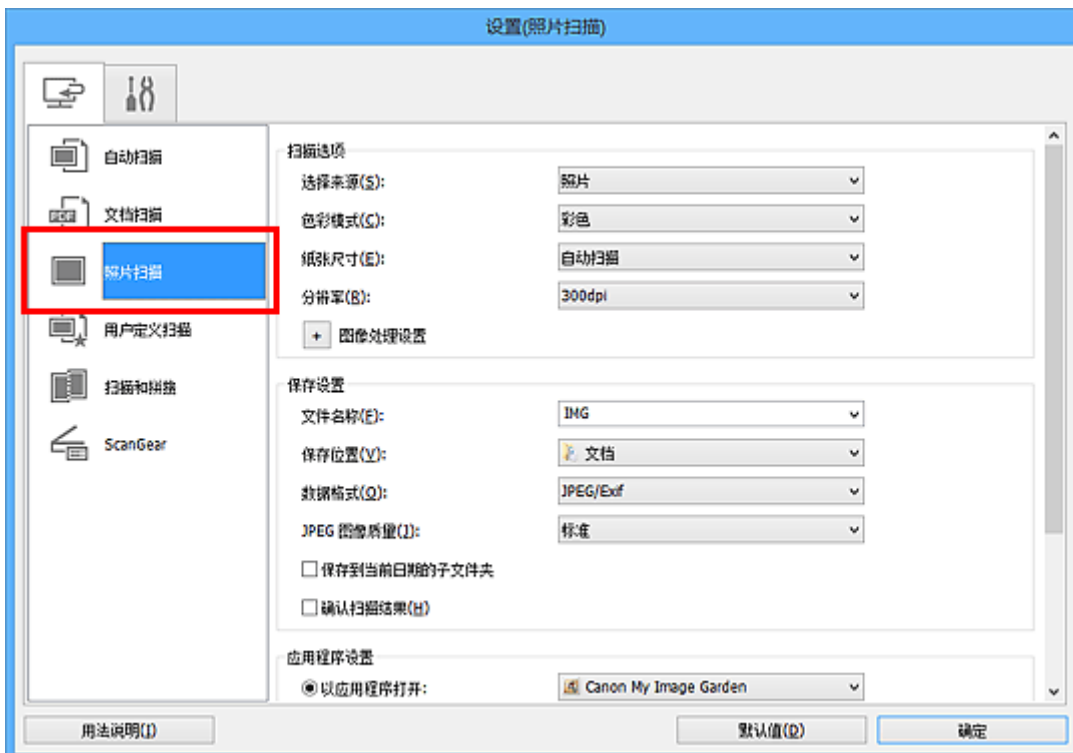 设置(照片扫描)
自动扫描
文档扫描
照片扫描
用户定义扫描
扫描和拼接
ScanGear
扫描选项
选择来源(S): 照片
色彩模式(C): 彩色
纸张尺寸(E): 自动扫描
分辨率(R): 300dpi
+ 图像处理设置
保存设置
文件名称(F): IMG
保存位置(V): 文档
数据格式(O): JPEG/Exif
JPEG 图像质量(J): 标准
保存到当前日期的子文件夹
确认扫描结果(H)
应用程序设置
以应用程序打开: Canon My Image Garden
用法说明(I) 默认值(D) 确定